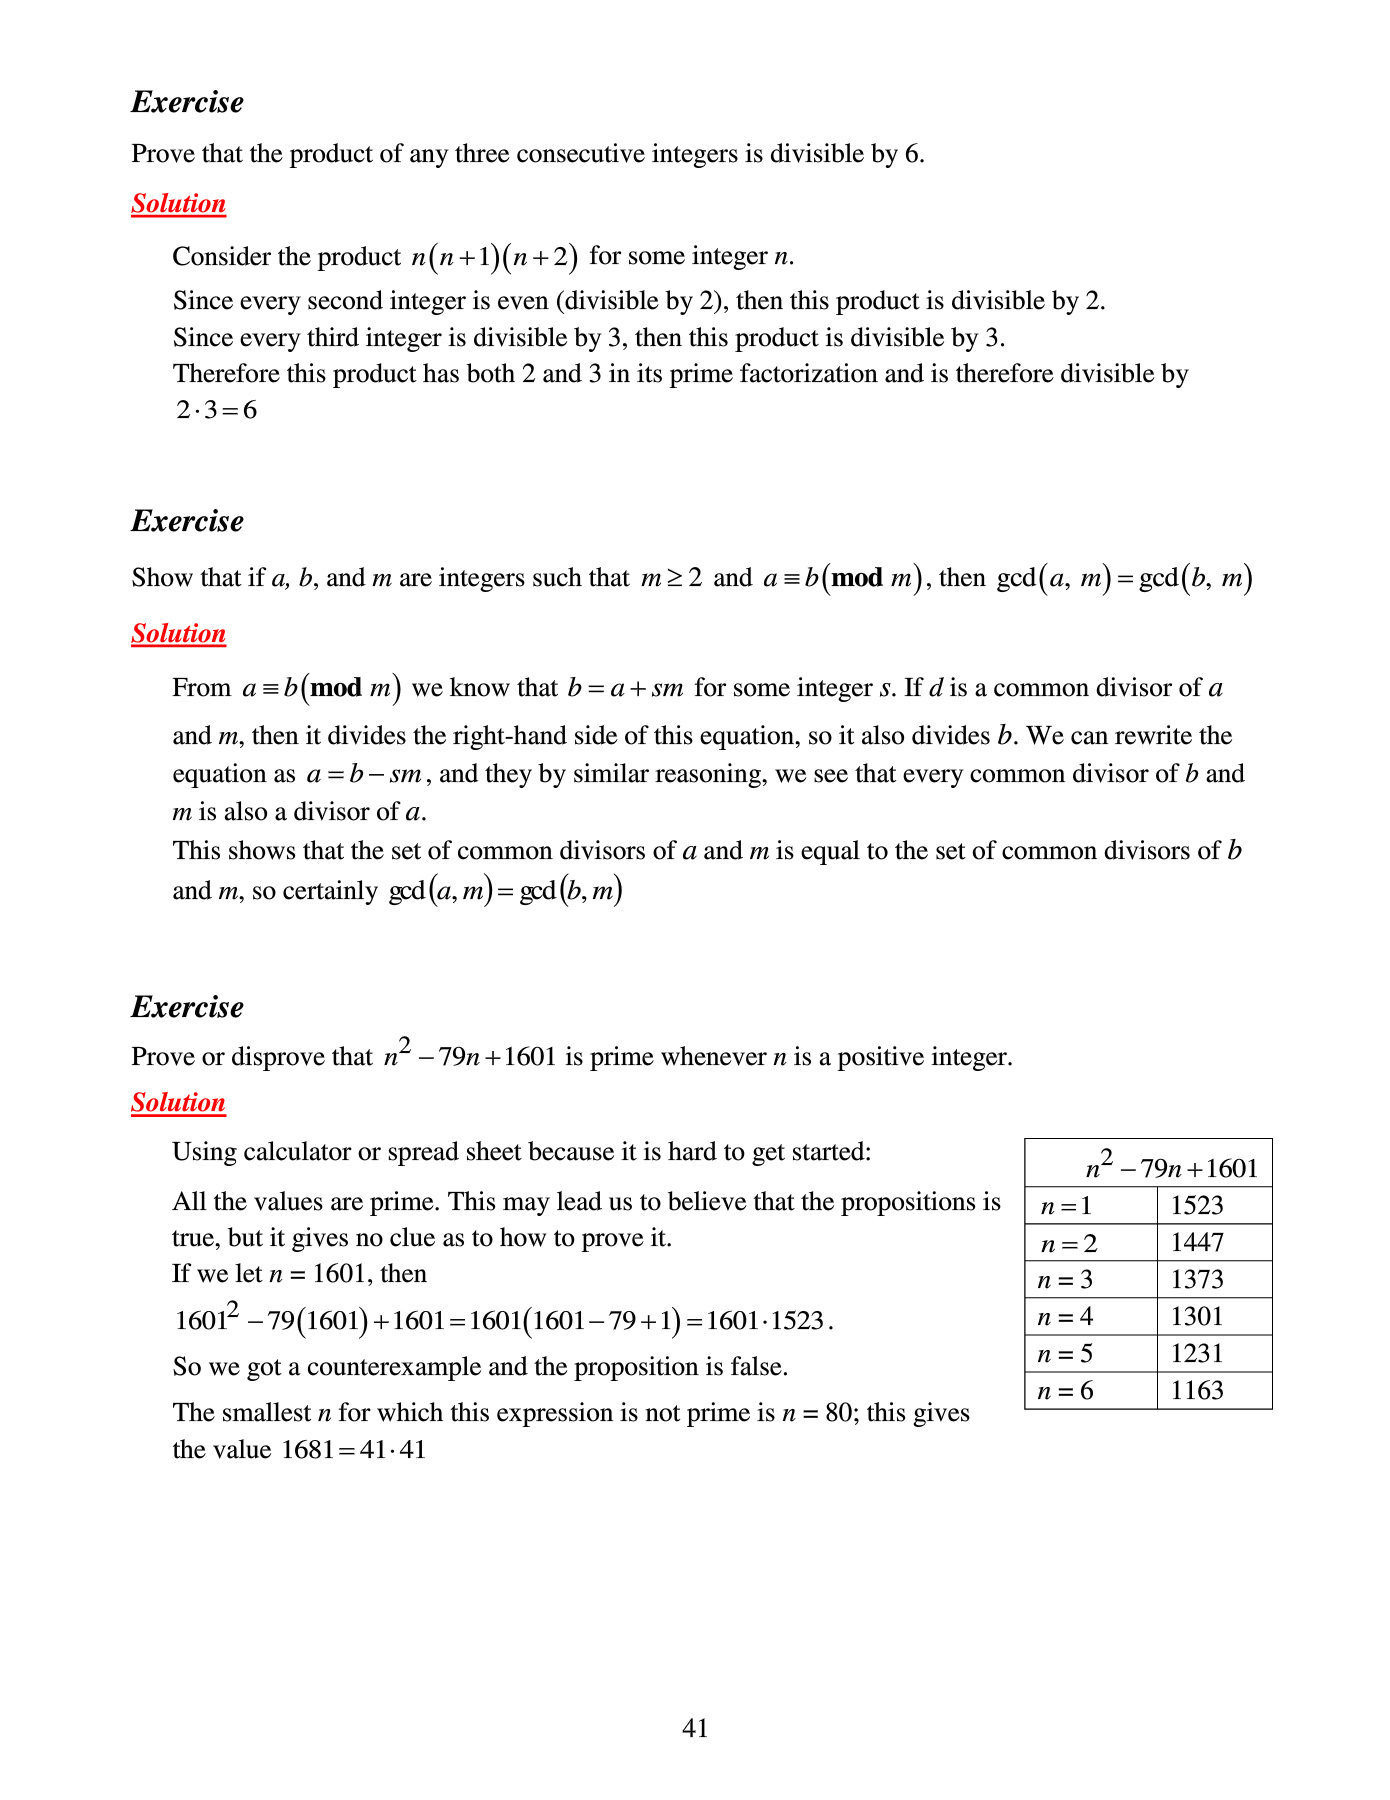 Exercise
Prove that the product of any three consecutive integers is divisible by 6.
Solution
Consider the product n(n+1)(n+2) for some integer n.
Since every second integer is even (divisible by 2), then this product is divisible by 2.
Since every third integer is divisible by 3, then this product is divisible by 3.
Therefore this product has both 2 and 3 in its prime factorization and is therefore divisible by
2·3=6
Exercise
Show that if a, b, and m are integers such that m≥2 and a≡b(mod m), then gcd(a, m)=gcd(b, m)
Solution
From a≡b(mod m) we know that b=a+sm for some integer s. If d is a common divisor of a
and m, then it divides the right-hand side of this equation, so it also divides b. We can rewrite the
equation as a=b−sm, and they by similar reasoning, we see that every common divisor of b and
m is also a divisor of a.
This shows that the set of common divisors of a and m is equal to the set of common divisors of b
and m, so certainly gcd(a,m)=gcd(b,m)
Exercise
Prove or disprove that n²−79n+1601 is prime whenever n is a positive integer.
Solution
Using calculator or spread sheet because it is hard to get started:
All the values are prime. This may lead us to believe that the propositions is
true, but it gives no clue as to how to prove it.
If we let n = 1601, then
1601²−79(1601)+1601=1601(1601−79+1)=1601·1523.
So we got a counterexample and the proposition is false.
The smallest n for which this expression is not prime is n = 80; this gives
the value 1681=41·41
n²−79n+1601
n=1 1523
n=2 1447
n = 3 1373
n = 4 1301
n = 5 1231
n = 6 1163
41